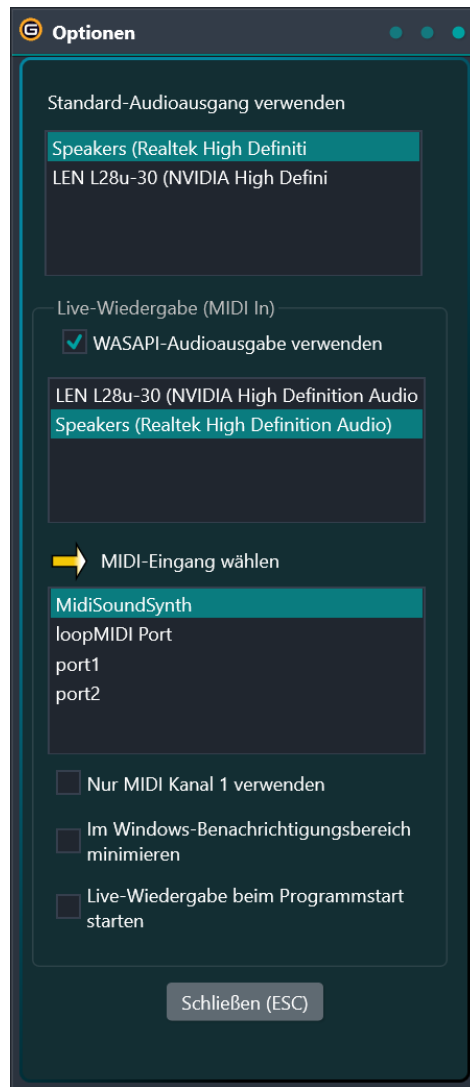 G Optionen
Standard-Audioausgang verwenden
Speakers (Realtek High Definiti
LEN L28u-30 (NVIDIA High Defini
Live-Wiedergabe (MIDI In)
WASAPI-Audioausgabe verwenden
LEN L28u-30 (NVIDIA High Definition Audio
Speakers (Realtek High Definition Audio)
MIDI-Eingang wählen
MidiSoundSynth
loopMIDI Port
port1
port2
Nur MIDI Kanal 1 verwenden
Im Windows-Benachrichtigungsbereich
minimieren
Live-Wiedergabe beim Programmstart
starten
Schließen (ESC)